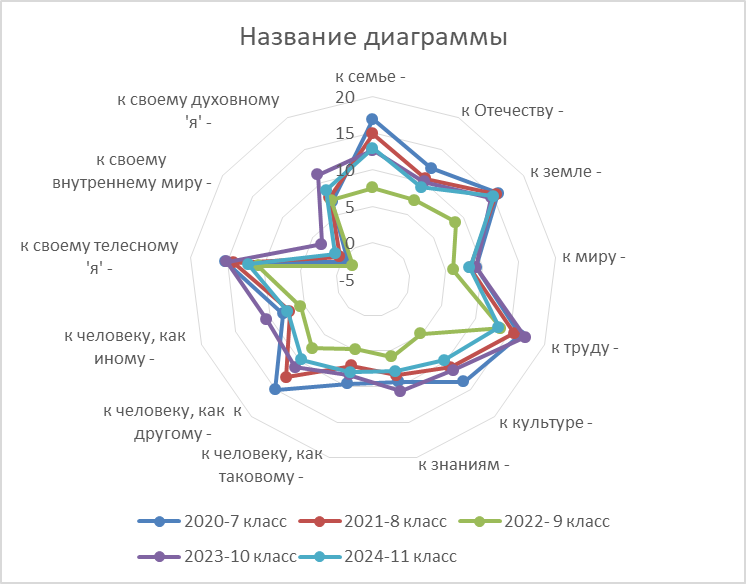 Название диаграммы
к семье -
к Отечеству -
к земле -
к миру -
к труду -
к культуре -
к знаниям -
к человеку, как
таковому -
к человеку, как  к
другому -
к человеку, как
иному -
к своему телесному
'я' -
к своему
внутреннему миру -
к своему духовному
'я' -
20
15
10
5
0
-5
2020-7 класс
2021-8 класс
2022- 9 класс
2023-10 класс
2024-11 класс